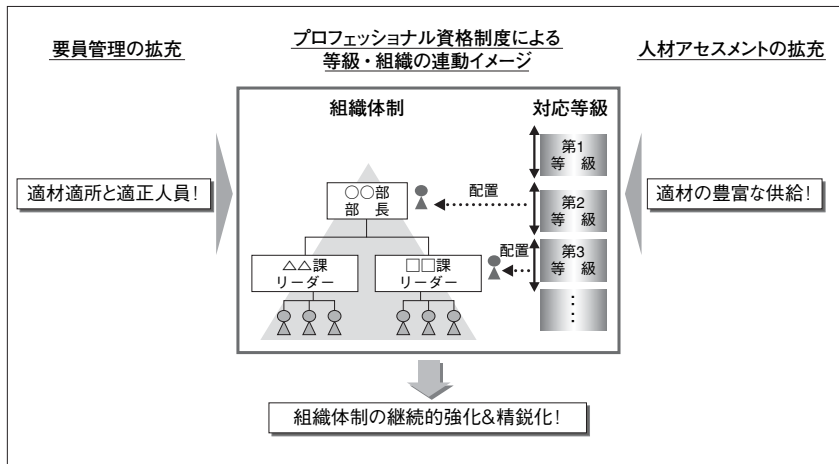 要員管理の拡充
プロフェッショナル資格制度による
等級・組織の連動イメージ
人材アセスメントの拡充
適材適所と適正人員!
組織体制
対応等級
○○部
部 長
配置
△△課
リーダー
□□課
リーダー
配置
第1
等 級
第2
等 級
第3
等 級
⋮
適材の豊富な供給!
組織体制の継続的強化&精鋭化!